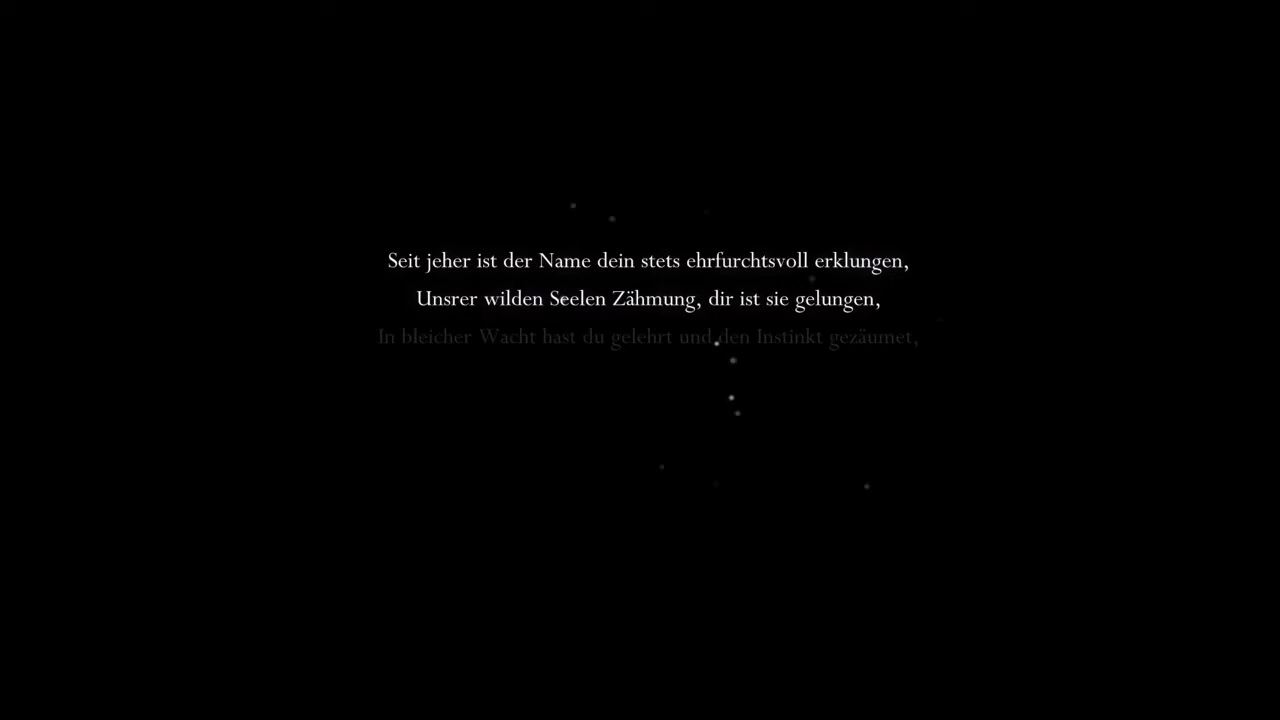 Seit jeher ist der Name dein stets ehrfurchtsvoll erklungen,
Unsrer wilden Seelen Zähmung, dir ist sie gelungen,
In bleicher Wacht hast du gelehrt und den Instinkt gezäumet,